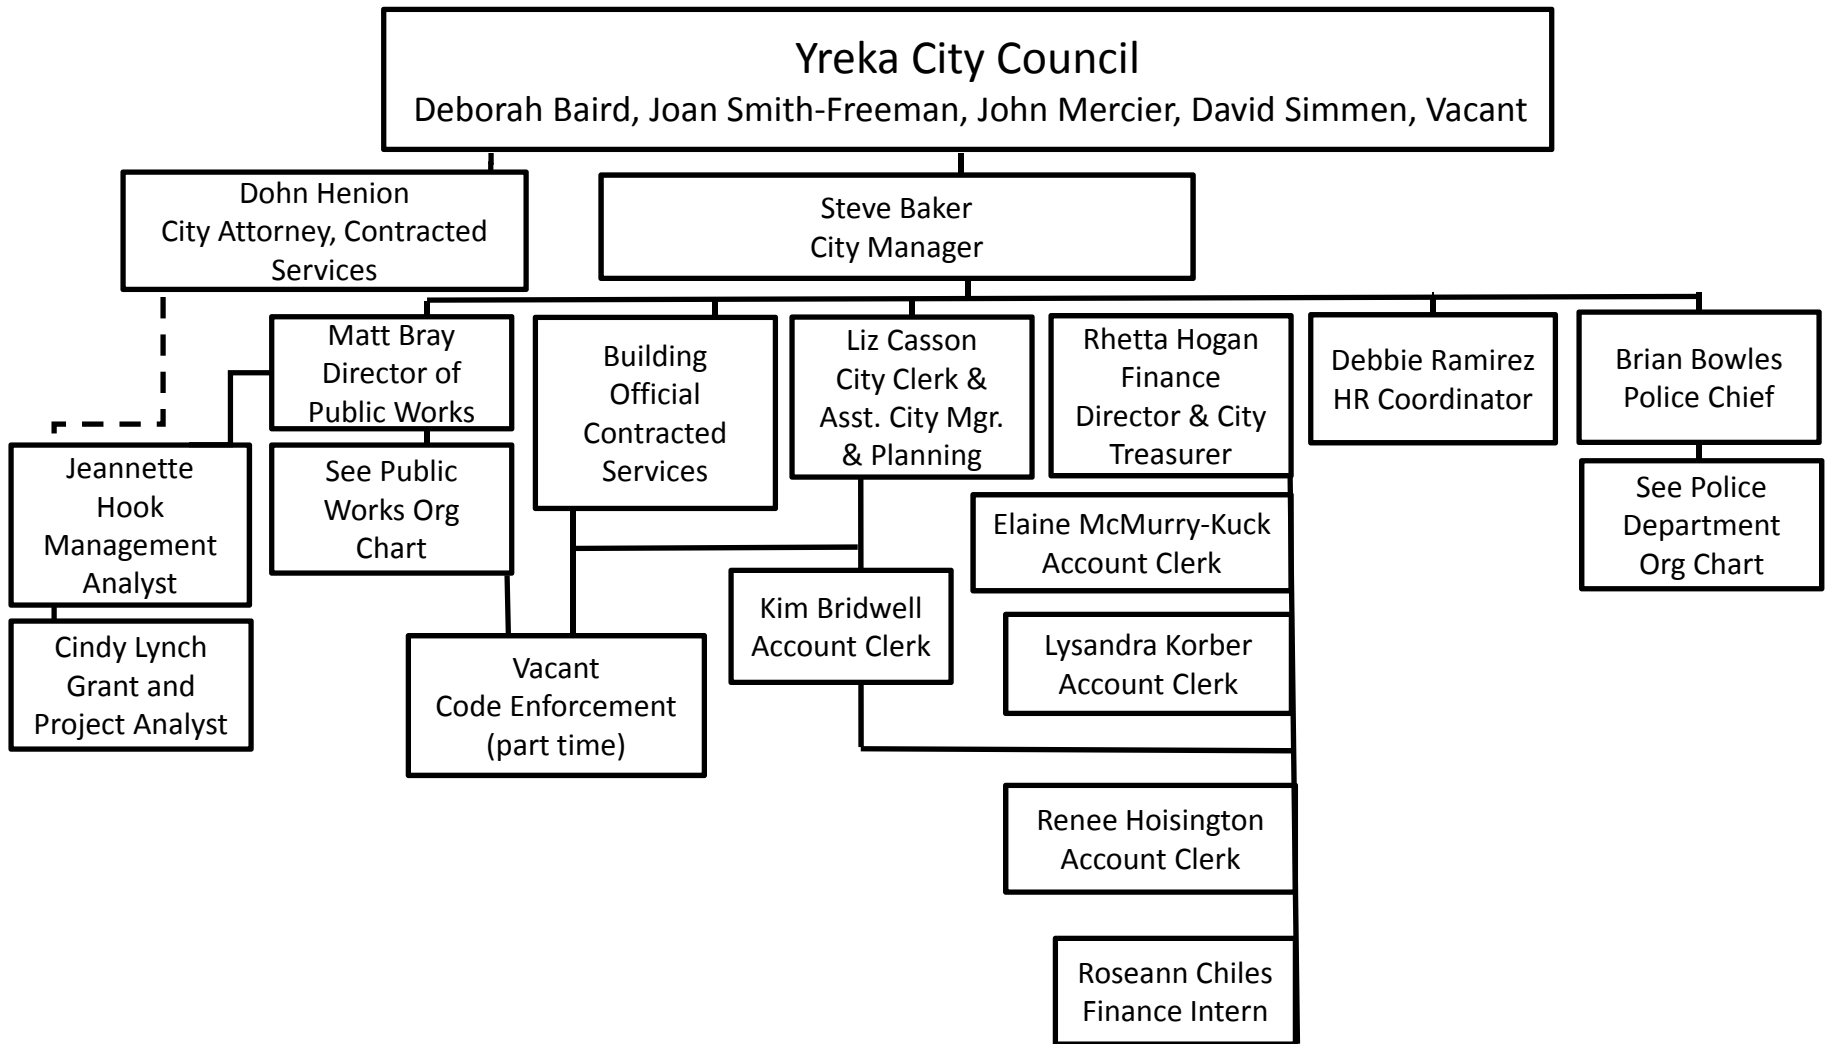 Yreka City Council
Deborah Baird, Joan Smith-Freeman, John Mercier, David Simmen, Vacant
Dohn Henion
City Attorney, Contracted
Services
Steve Baker
City Manager
Matt Bray
Director of
Public Works
Building
Official
Contracted
Services
Liz Casson
City Clerk &
Asst. City Mgr.
& Planning
Rhetta Hogan
Finance
Director & City
Treasurer
Debbie Ramirez
HR Coordinator
Brian Bowles
Police Chief
Jeannette
Hook
Management
Analyst
See Public
Works Org
Chart
See Police
Department
Org Chart
Elaine McMurry-Kuck
Account Clerk
Kim Bridwell
Account Clerk
Lysandra Korber
Account Clerk
Cindy Lynch
Grant and
Project Analyst
Vacant
Code Enforcement
(part time)
Renee Hoisington
Account Clerk
Roseann Chiles
Finance Intern